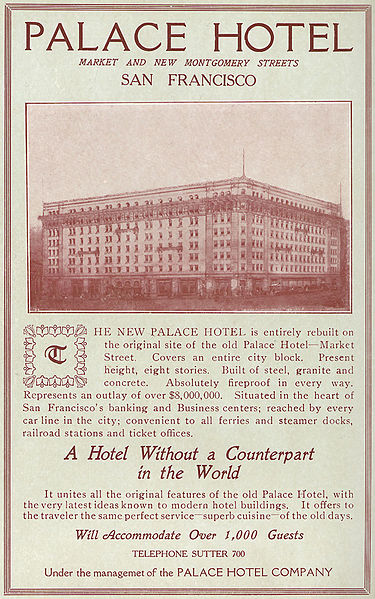 PALACE HOTEL
MARKET AND NEW MONTGOMERY STREETS
SAN FRANCISCO
THE NEW PALACE HOTEL is entirely rebuilt on
the original site of the old Palace Hotel—Market
Street. Covers an entire city block. Present
height, eight stories. Built of steel, granite and
concrete. Absolutely fireproof in every way.
Represents an outlay of over $8,000,000. Situated in the heart of
San Francisco's banking and Business centers; reached by every
car line in the city; convenient to all ferries and steamer docks,
railroad stations and ticket offices.
A Hotel Without a Counterpart
in the World
It unites all the original features of the old Palace Hotel, with
the very latest ideas known to modern hotel buildings. It offers to
the traveler the same perfect service—superb cuisine—of the old days.
Will Accommodate Over 1,000 Guests
TELEPHONE SUTTER 700
Under the managemet of the PALACE HOTEL COMPANY